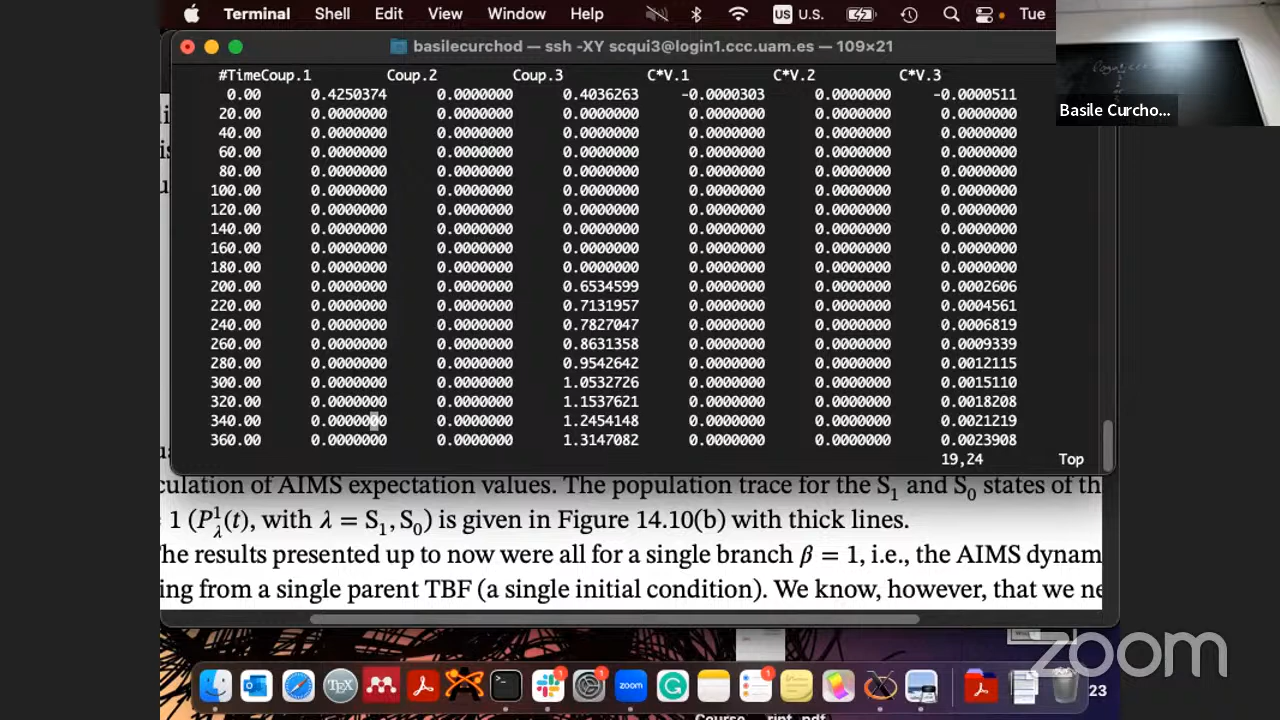 Terminal Shell Edit View Window Help US U.S. Tue
basilecurchod — ssh -XY scqui3@login1.ccc.uam.es — 109×21
#TimeCoup.1 Coup.2 Coup.3 C*V.1 C*V.2 C*V.3
0.00 0.4250374 0.0000000 0.4036263 -0.0000303 0.0000000 -0.0000511
20.00 0.0000000 0.0000000 0.0000000 0.0000000 0.0000000 0.0000000
40.00 0.0000000 0.0000000 0.0000000 0.0000000 0.0000000 0.0000000
60.00 0.0000000 0.0000000 0.0000000 0.0000000 0.0000000 0.0000000
80.00 0.0000000 0.0000000 0.0000000 0.0000000 0.0000000 0.0000000
100.00 0.0000000 0.0000000 0.0000000 0.0000000 0.0000000 0.0000000
120.00 0.0000000 0.0000000 0.0000000 0.0000000 0.0000000 0.0000000
140.00 0.0000000 0.0000000 0.0000000 0.0000000 0.0000000 0.0000000
160.00 0.0000000 0.0000000 0.0000000 0.0000000 0.0000000 0.0000000
180.00 0.0000000 0.0000000 0.0000000 0.0000000 0.0000000 0.0000000
200.00 0.0000000 0.0000000 0.6534599 0.0000000 0.0000000 0.0002606
220.00 0.0000000 0.0000000 0.7131957 0.0000000 0.0000000 0.0004561
240.00 0.0000000 0.0000000 0.7827047 0.0000000 0.0000000 0.0006819
260.00 0.0000000 0.0000000 0.8631358 0.0000000 0.0000000 0.0009339
280.00 0.0000000 0.0000000 0.9542642 0.0000000 0.0000000 0.0012115
300.00 0.0000000 0.0000000 1.0532726 0.0000000 0.0000000 0.0015110
320.00 0.0000000 0.0000000 1.1537621 0.0000000 0.0000000 0.0018208
340.00 0.0000000 0.0000000 1.2454148 0.0000000 0.0000000 0.0021219
360.00 0.0000000 0.0000000 1.3147082 0.0000000 0.0000000 0.0023908
19,24 Top
culation of AIMS expectation values. The population trace for the S₁ and S₀ states of th
1 (P¹λ(t), with λ = S₁, S₀) is given in Figure 14.10(b) with thick lines.
he results presented up to now were all for a single branch β = 1, i.e., the AIMS dynam
ing from a single parent TBF (a single initial condition). We know, however, that we ne
Basile Curcho...
zoom
TEX
zoom
23